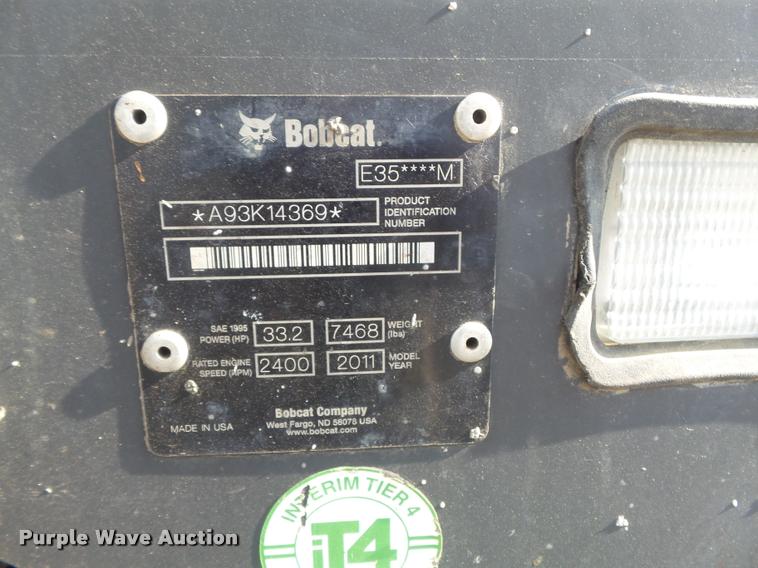 Bobcat
E35****M
*A93K14369*
PRODUCT
IDENTIFICATION
NUMBER
SAE 1995
POWER (HP)
33.2
7468
WEIGHT
(lbs)
RATED ENGINE
SPEED (RPM)
2400
2011
MODEL
YEAR
Bobcat Company
West Fargo, ND 58078 USA
www.bobcat.com
MADE IN USA
INTERIM TIER 4
iT4
Purple Wave Auction